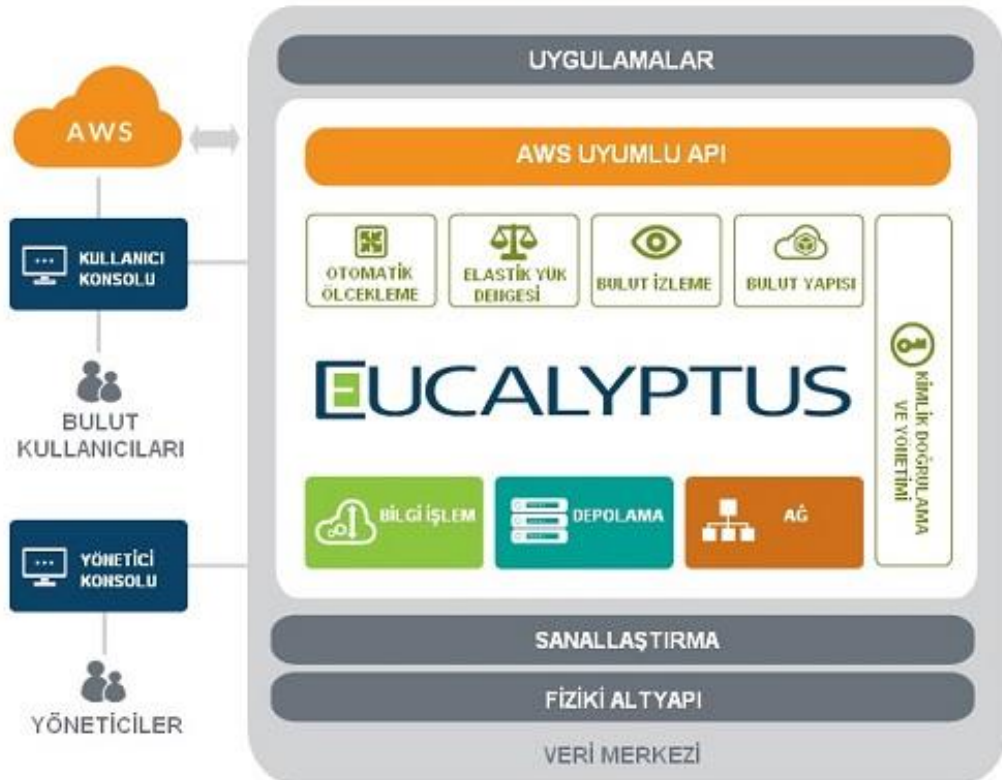 UYGULAMALAR
AWS
AWS UYUMLU API
KULLANICI
KONSOLU
OTOMATİK
ÖLCEKLEME
ELASTİK YÜK
DENGESİ
BULUT İZLEME
BULUT YAPISI
KİMLİK DOĞRULAMA
VE YÖNETİMİ
EUCALYPTUS
BULUT
KULLANICILARI
BİLGİ İŞLEM
DEPOLAMA
AĞ
YÖNETİCİ
KONSOLU
SANALLAŞTIRMA
FİZİKİ ALTYAPI
YÖNETİCİLER
VERİ MERKEZİ